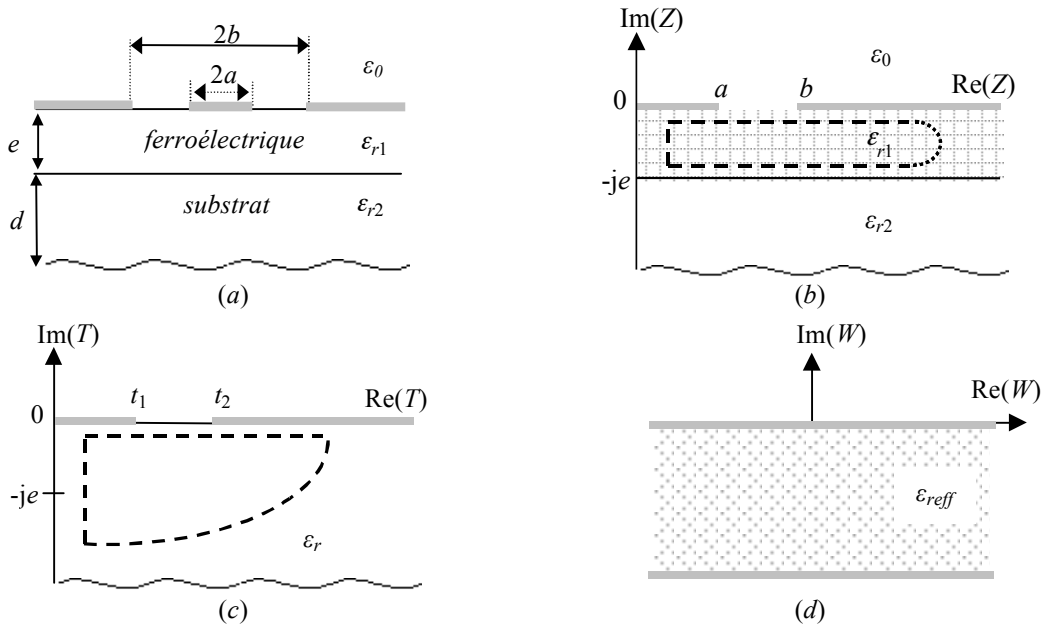 2b
ε0
2a
e
ferroélectrique
εr1
substrat
εr2
d
(a)
Im(Z)
ε0
a
b
Re(Z)
0
εr1
-je
εr2
(b)
Im(T)
t1
t2
Re(T)
0
-je
εr
(c)
Im(W)
Re(W)
εreff
(d)